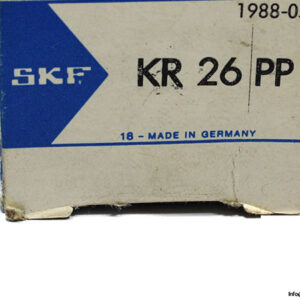 1988-0
SKF
KR 26 PP
18 - MADE IN GERMANY